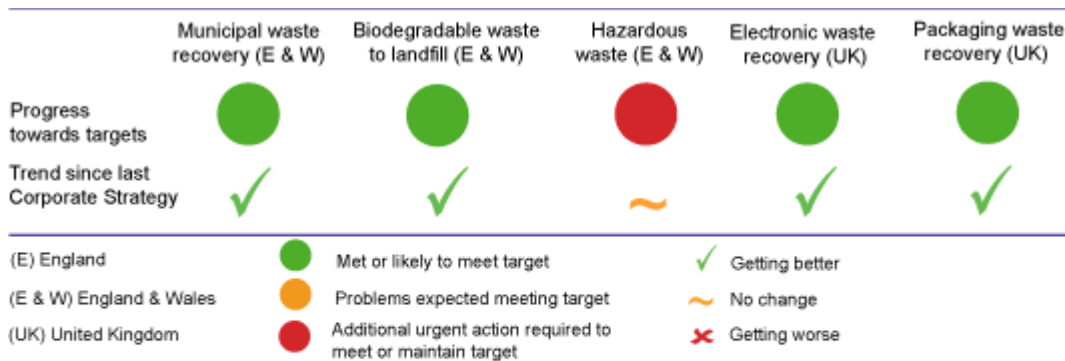 Municipal waste
recovery (E & W)
Biodegradable waste
to landfill (E & W)
Hazardous
waste (E & W)
Electronic waste
recovery (UK)
Packaging waste
recovery (UK)
Progress
towards targets
Trend since last
Corporate Strategy
(E) England
Met or likely to meet target
Getting better
(E & W) England & Wales
Problems expected meeting target
No change
(UK) United Kingdom
Additional urgent action required to
meet or maintain target
Getting worse